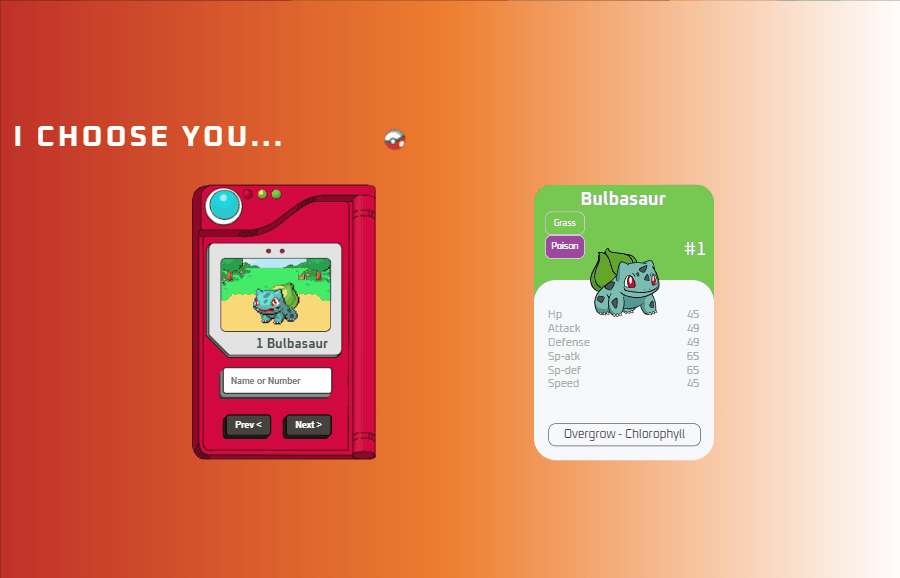 I CHOOSE YOU...
1 Bulbasaur
Name or Number
Prev <
Next >
Bulbasaur
Grass
Poison
#1
Hp 45
Attack 49
Defense 49
Sp-atk 65
Sp-def 65
Speed 45
Overgrow - Chlorophyll